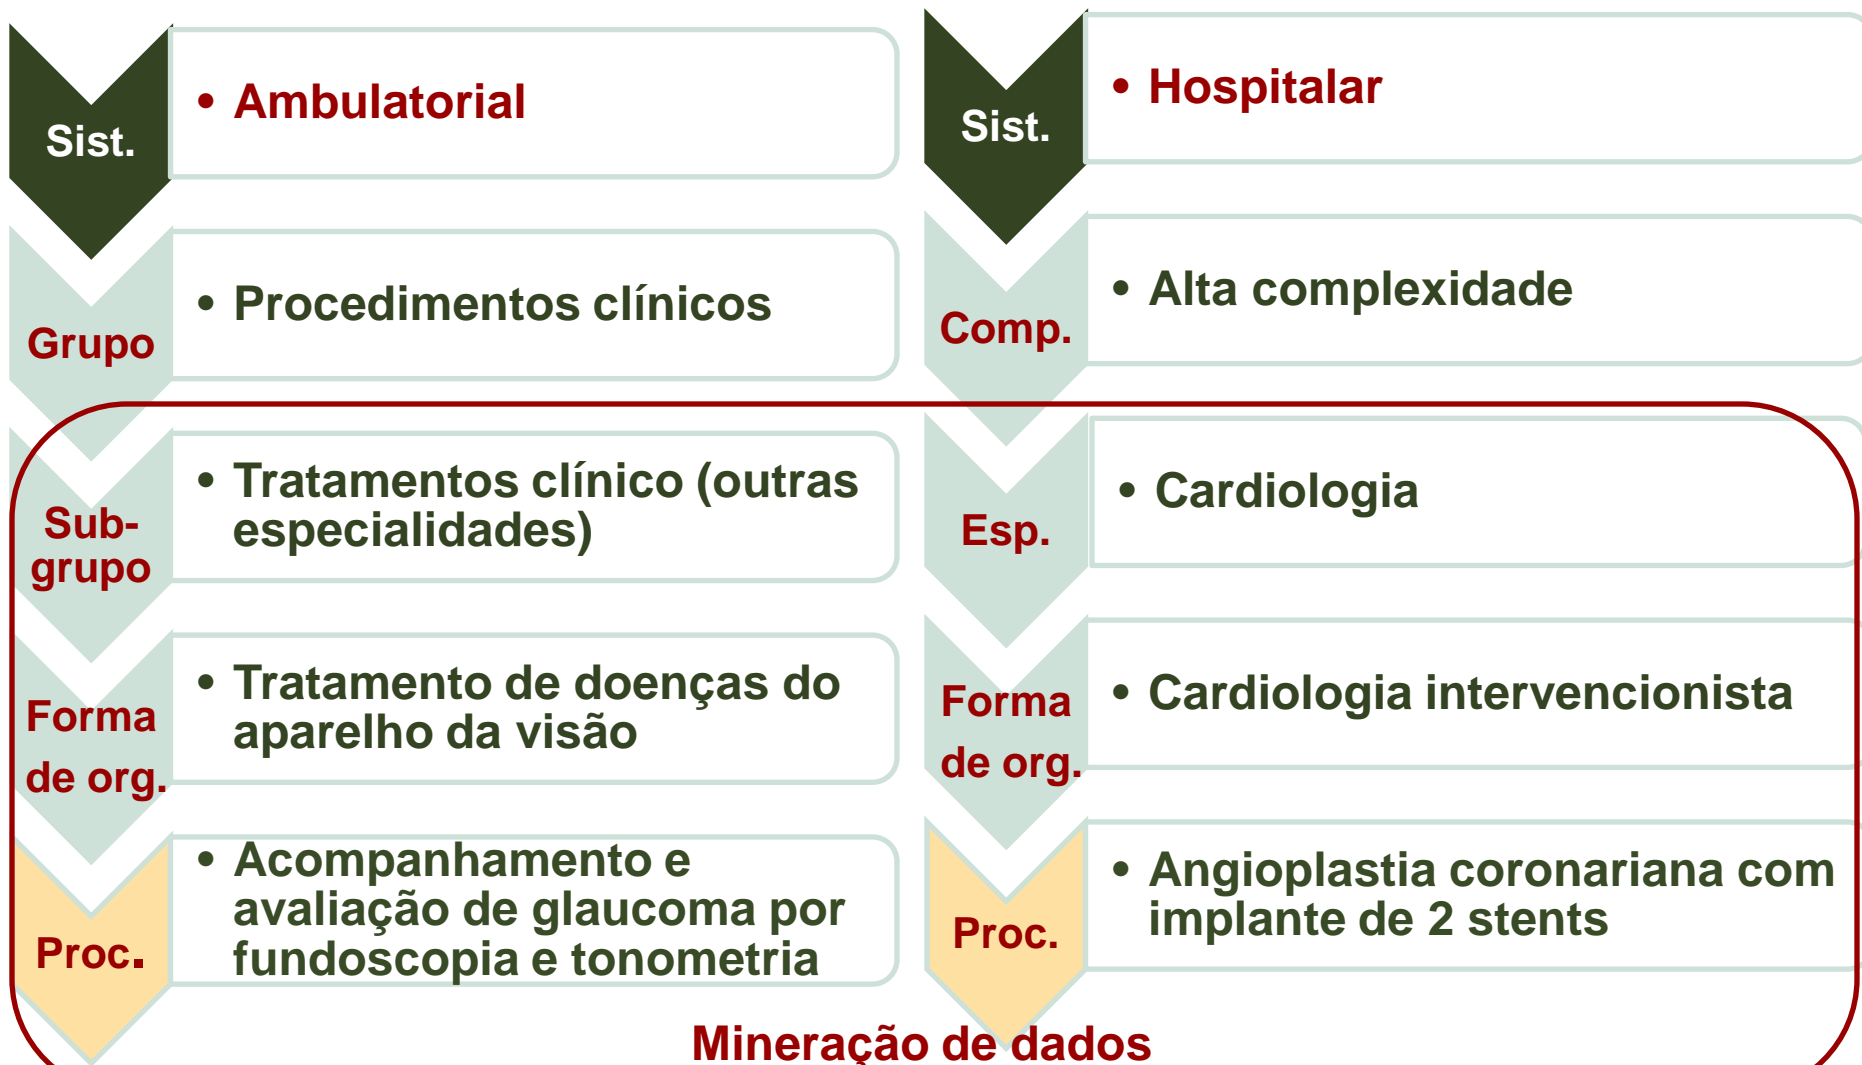 Sist.
• Ambulatorial
Grupo
• Procedimentos clínicos
Sub-
grupo
• Tratamentos clínico (outras
especialidades)
Forma
de org.
• Tratamento de doenças do
aparelho da visão
Proc.
• Acompanhamento e
avaliação de glaucoma por
fundoscopia e tonometria
Sist.
• Hospitalar
Comp.
• Alta complexidade
Esp.
• Cardiologia
Forma
de org.
• Cardiologia intervencionista
Proc.
• Angioplastia coronariana com
implante de 2 stents
Mineração de dados